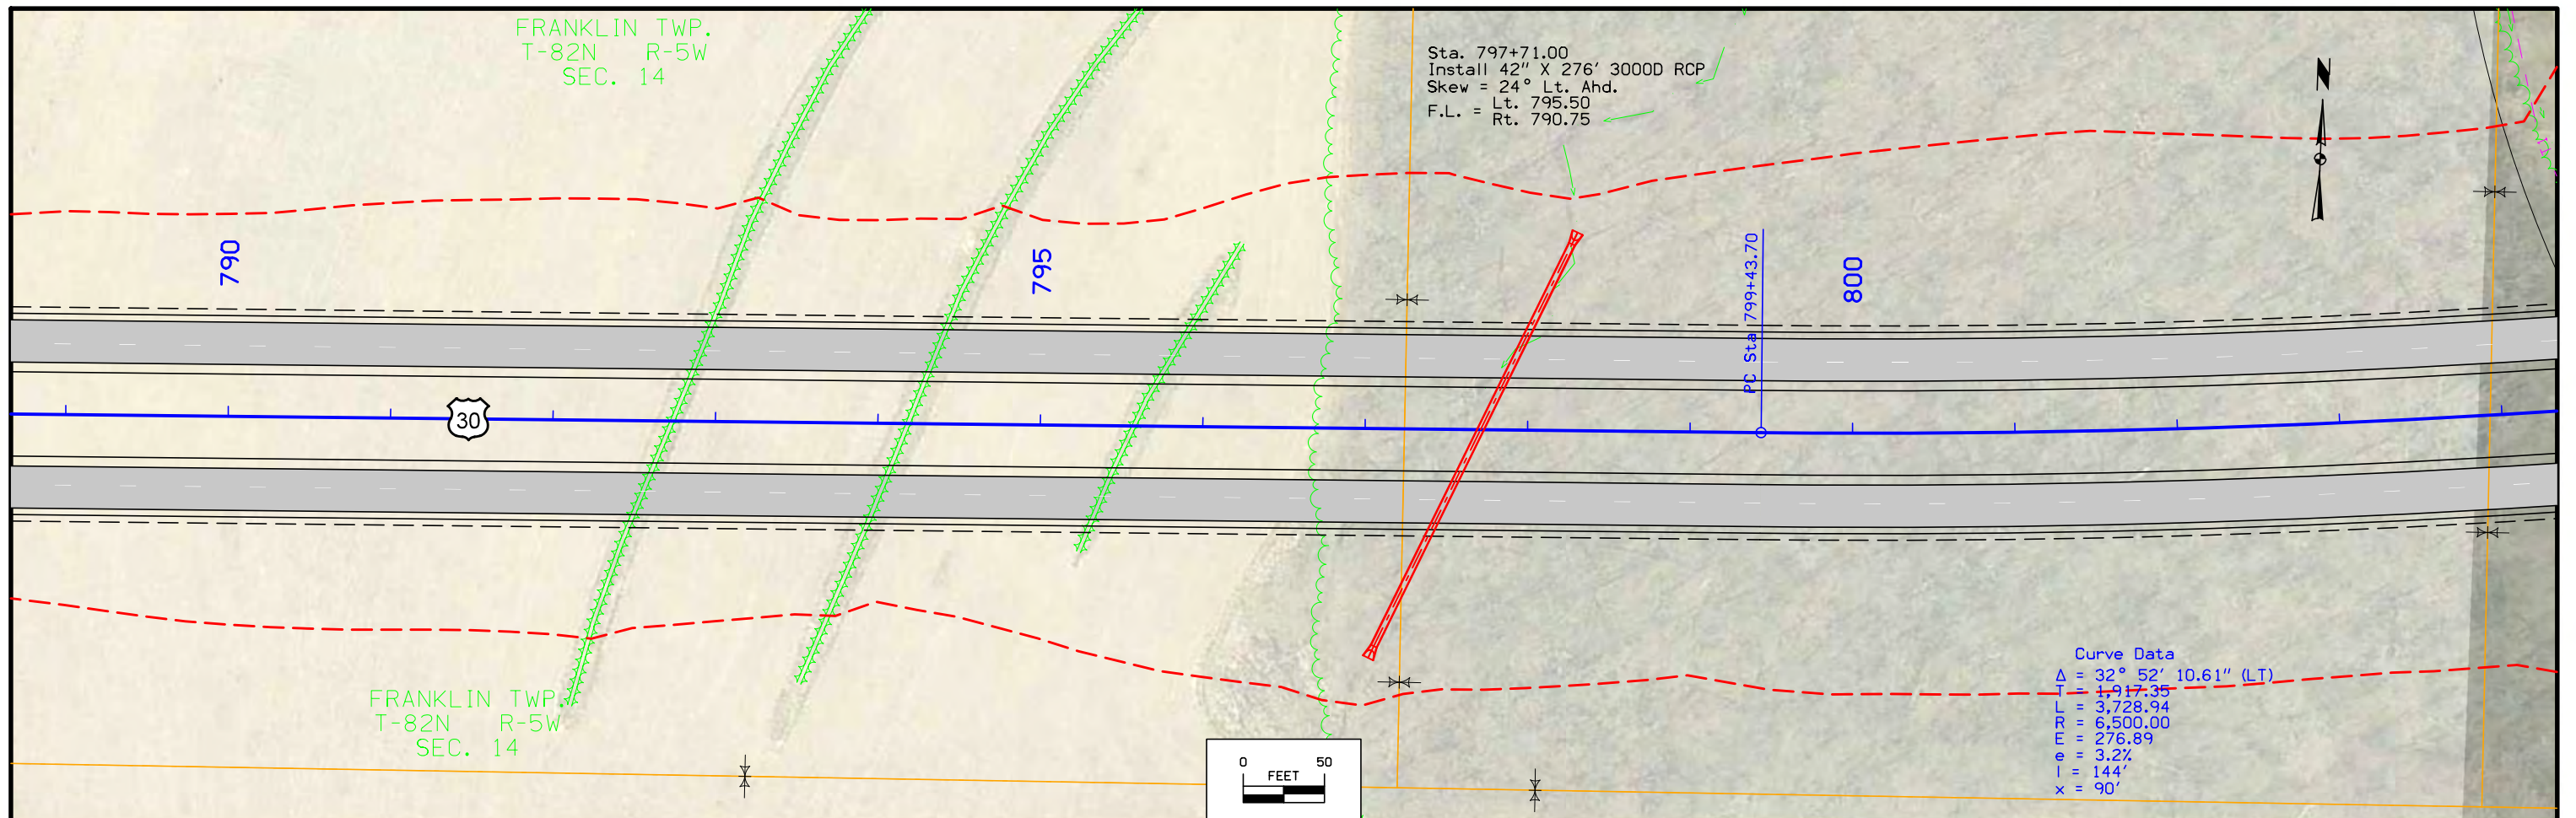 FRANKLIN TWP.
T-82N R-5W
SEC. 14
Sta. 797+71.00
Install 42" X 276' 3000D RCP
Skew = 24° Lt. Ahd.
F.L. = Lt. 795.50
Rt. 790.75
N
790
795
PC Sta 799+43.70
800
30
FRANKLIN TWP.
T-82N R-5W
SEC. 14
0 50
FEET
Curve Data
Δ = 32° 52' 10.61" (LT)
T = 1,917.35
L = 3,728.94
R = 6,500.00
E = 276.89
e = 3.2%
l = 144'
x = 90'